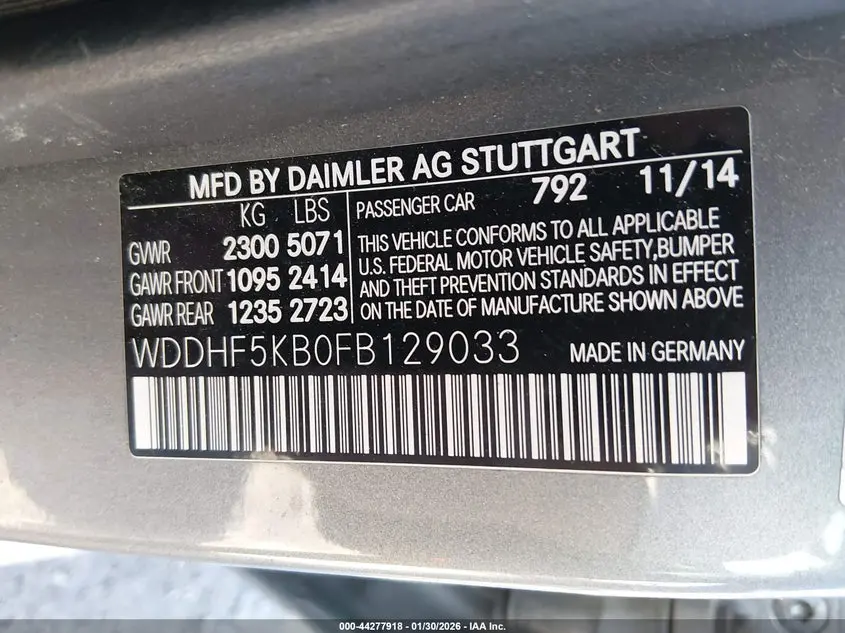 MFD BY DAIMLER AG STUTTGART
KG LBS
GVWR 2300 5071
GAWR FRONT 1095 2414
GAWR REAR 1235 2723
PASSENGER CAR 792 11/14
THIS VEHICLE CONFORMS TO ALL APPLICABLE
U.S. FEDERAL MOTOR VEHICLE SAFETY,BUMPER
AND THEFT PREVENTION STANDARDS IN EFFECT
ON THE DATE OF MANUFACTURE SHOWN ABOVE
WDDHF5KB0FB129033 MADE IN GERMANY
000-44277918 - 01/30/2026 - IAA Inc.